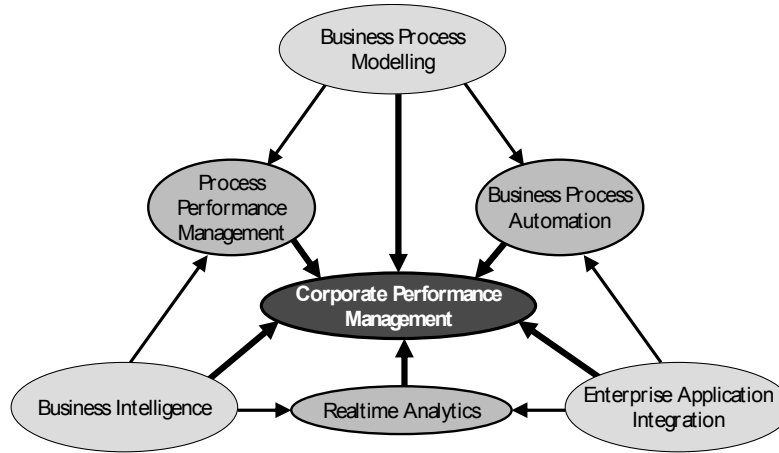 Business Process
Modelling
Process
Performance
Management
Business Process
Automation
Corporate Performance
Management
Business Intelligence
Realtime Analytics
Enterprise Application
Integration